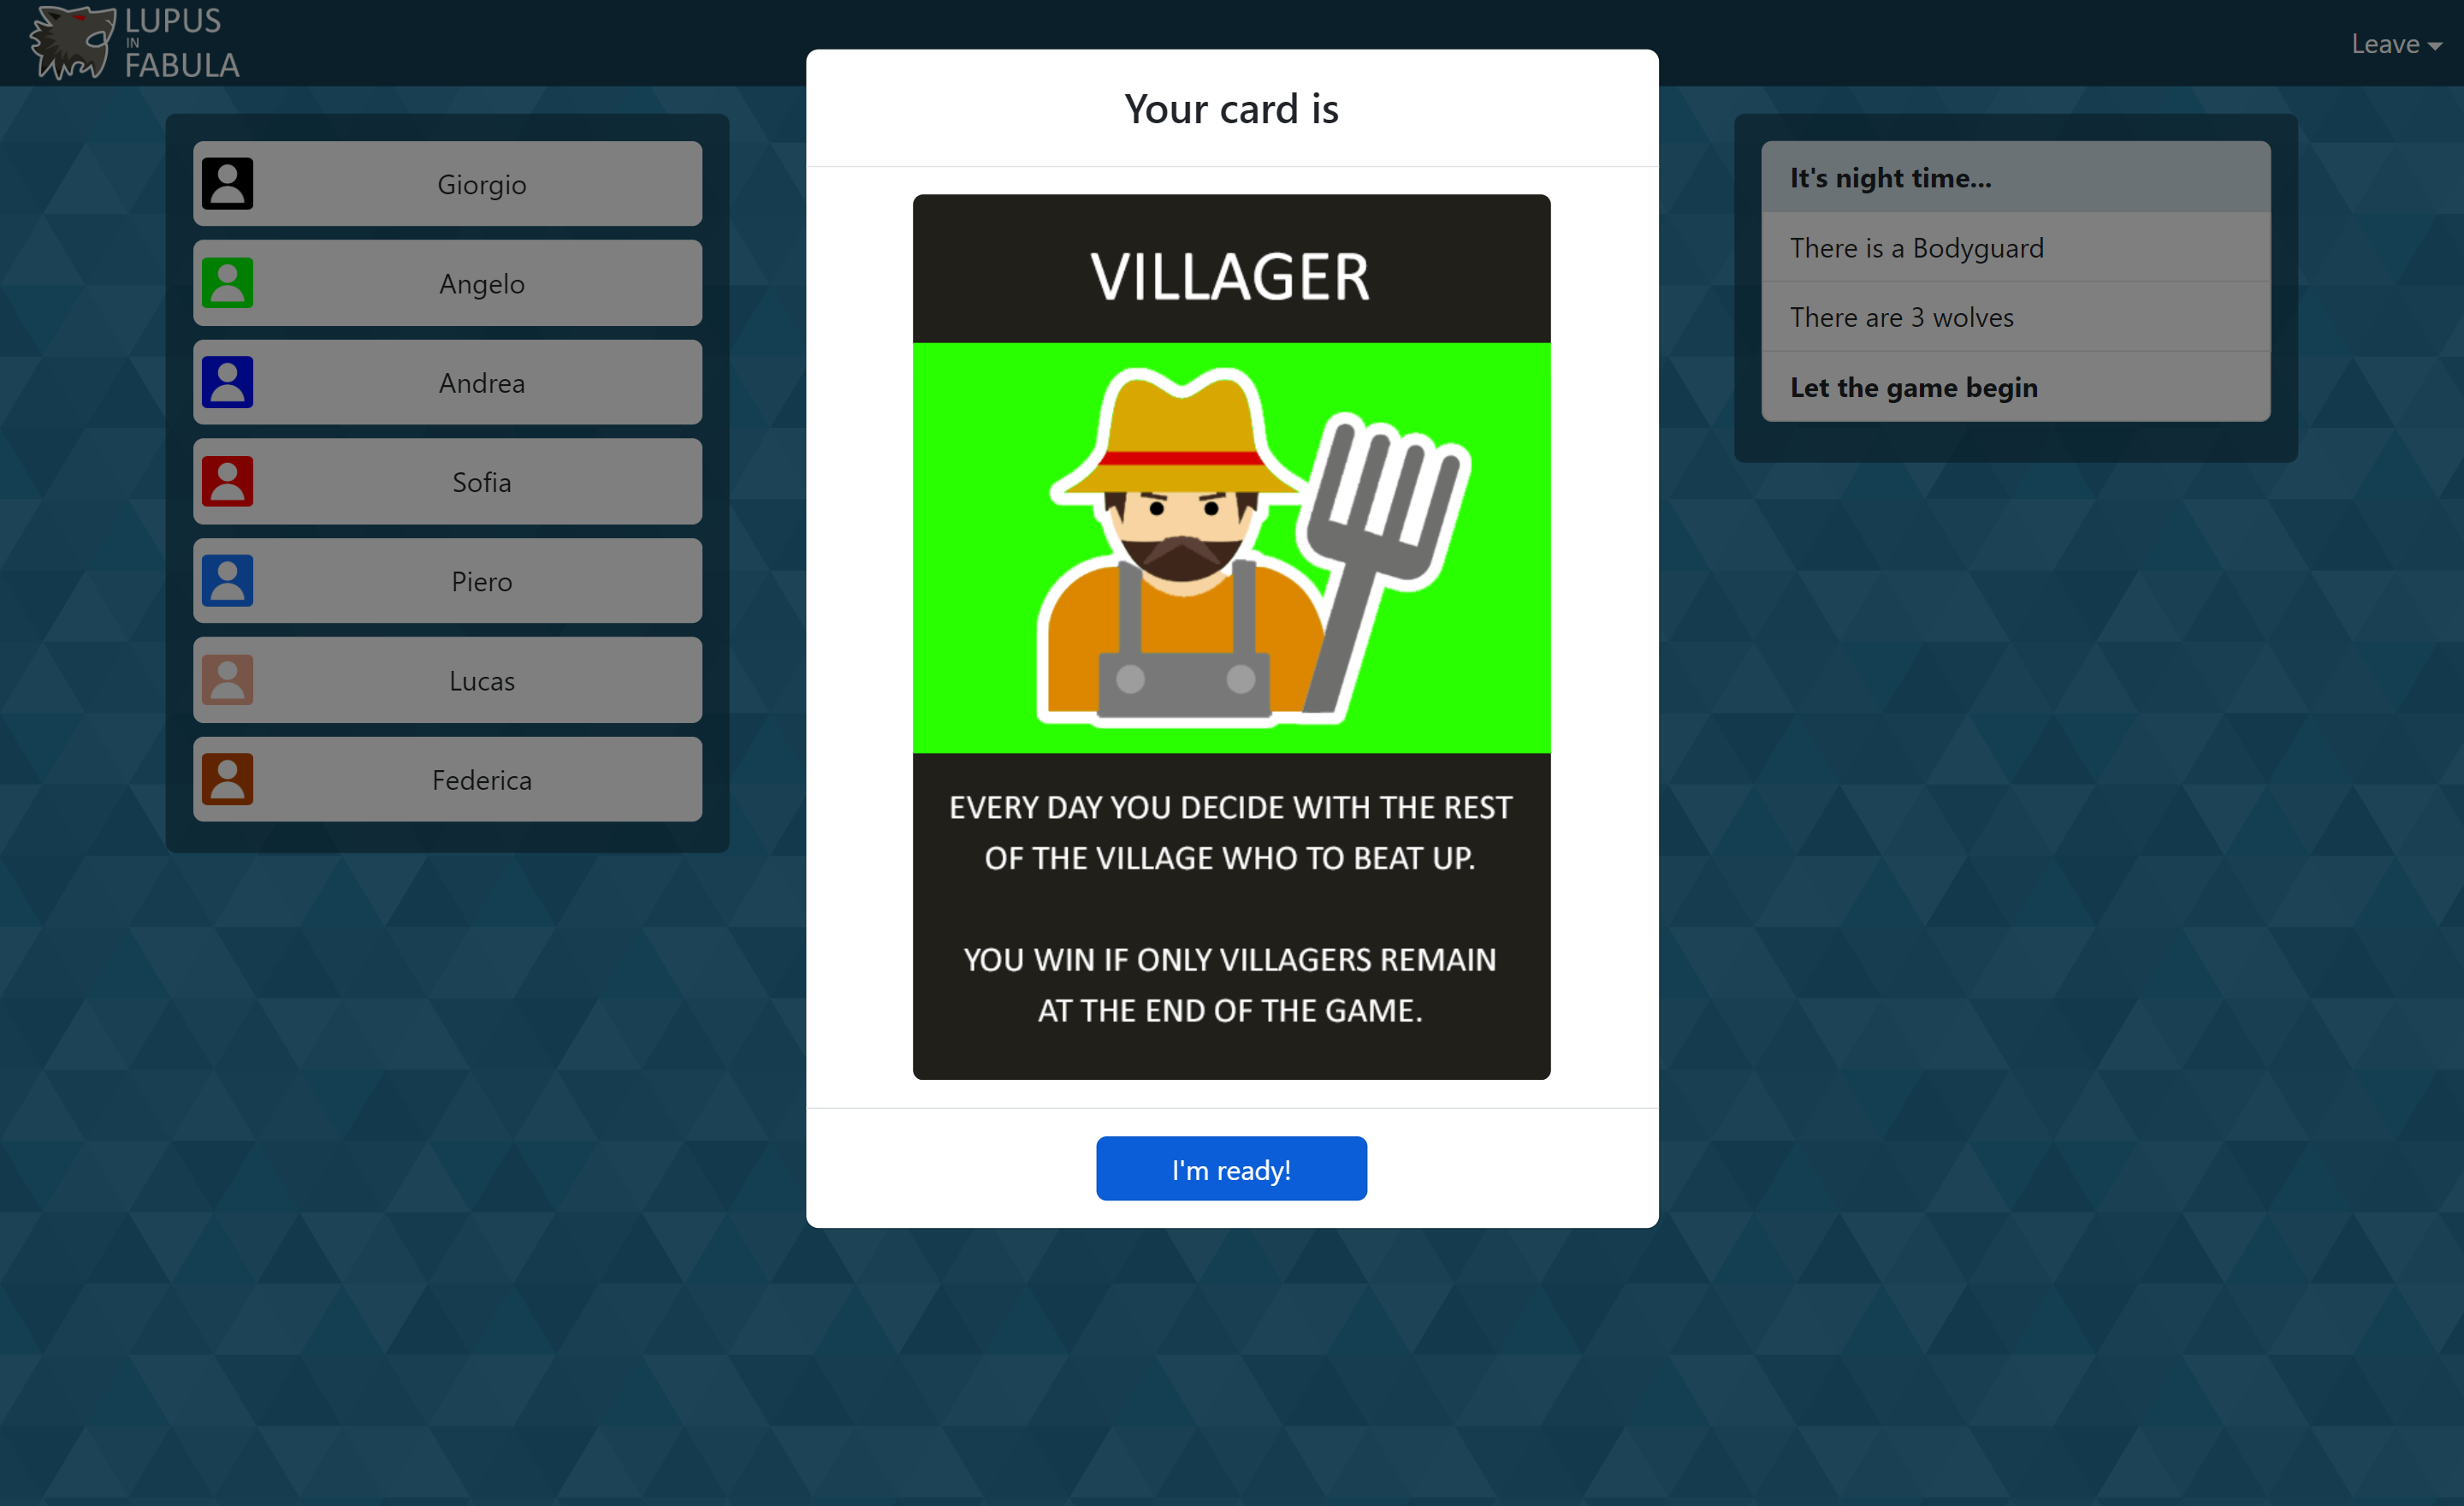 LUPUS
IN
FABULA
Leave
Your card is
Giorgio
Angelo
Andrea
Sofia
Piero
Lucas
Federica
VILLAGER
EVERY DAY YOU DECIDE WITH THE REST
OF THE VILLAGE WHO TO BEAT UP.
YOU WIN IF ONLY VILLAGERS REMAIN
AT THE END OF THE GAME.
I'm ready!
It's night time...
There is a Bodyguard
There are 3 wolves
Let the game begin